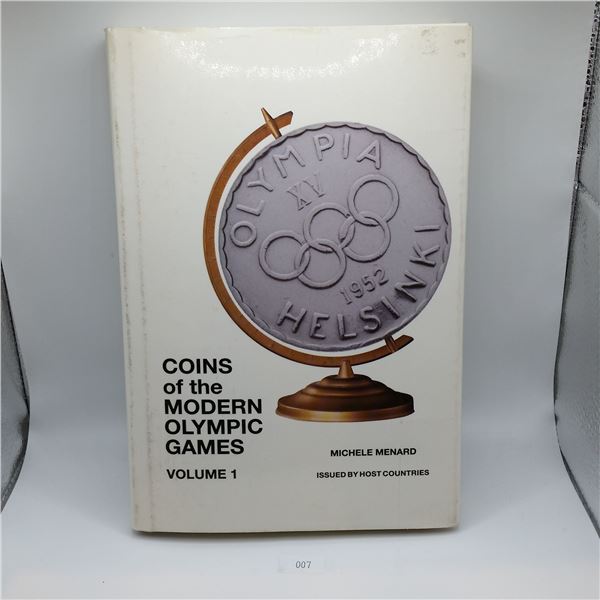 OLYMPIA
XV
1952
HELSINKI
COINS
of the
MODERN
OLYMPIC
GAMES
VOLUME 1
MICHELE MENARD
ISSUED BY HOST COUNTRIES
007